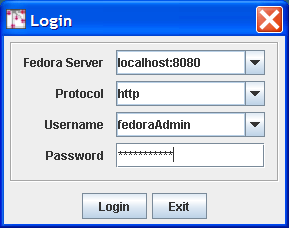 Login
Fedora Server localhost:8080
Protocol http
Username fedoraAdmin
Password ***********
Login Exit